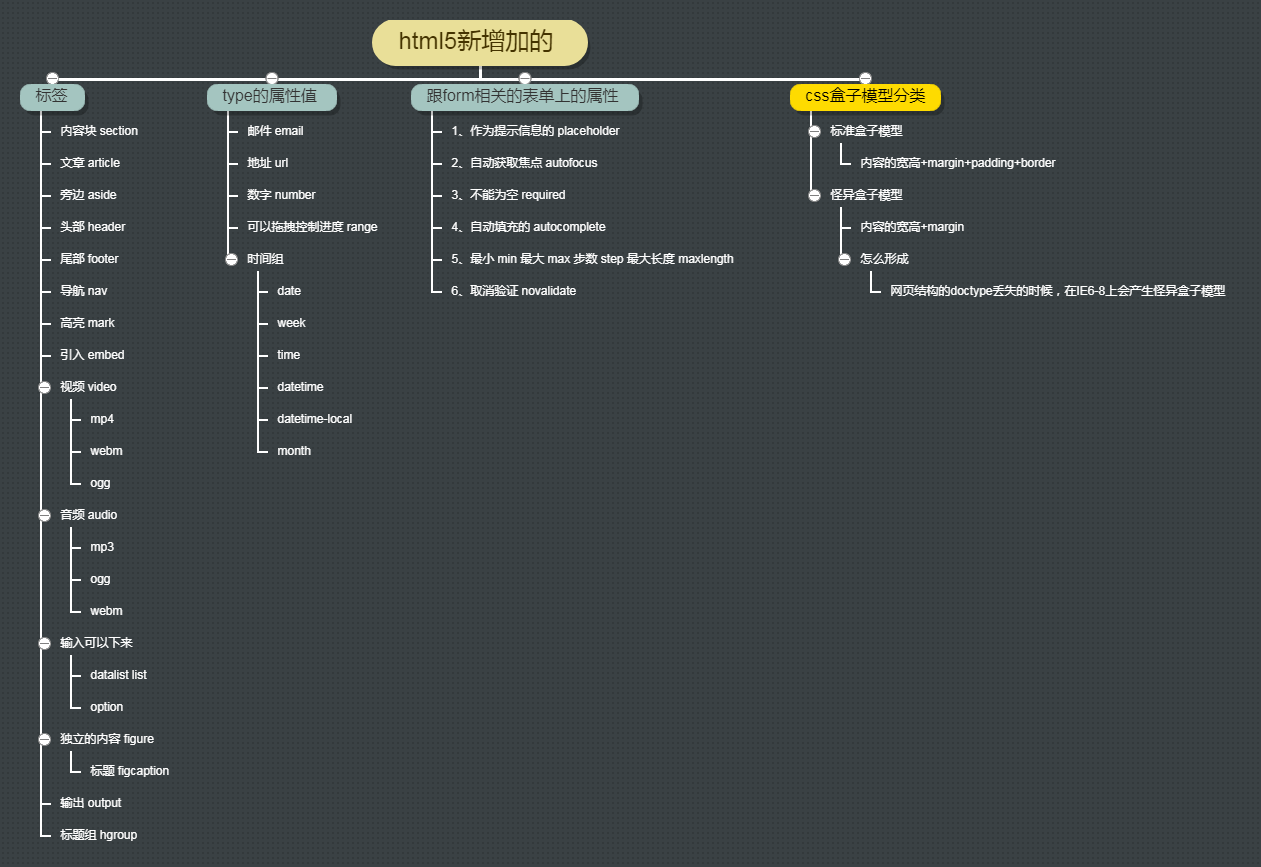 html5新增加的
标签
内容块 section
文章 article
旁边 aside
头部 header
尾部 footer
导航 nav
高亮 mark
引入 embed
视频 video
mp4
webm
ogg
音频 audio
mp3
ogg
webm
输入可以下来
datalist list
option
独立的内容 figure
标题 figcaption
输出 output
标题组 hgroup
type的属性值
邮件 email
地址 url
数字 number
可以拖拽控制进度 range
时间组
date
week
time
datetime
datetime-local
month
跟form相关的表单上的属性
1、作为提示信息的 placeholder
2、自动获取焦点 autofocus
3、不能为空 required
4、自动填充的 autocomplete
5、最小 min 最大 max 步数 step 最大长度 maxlength
6、取消验证 novalidate
css盒子模型分类
标准盒子模型
内容的宽高+margin+padding+border
怪异盒子模型
内容的宽高+margin
怎么形成
网页结构的doctype丢失的时候，在IE6-8上会产生怪异盒子模型